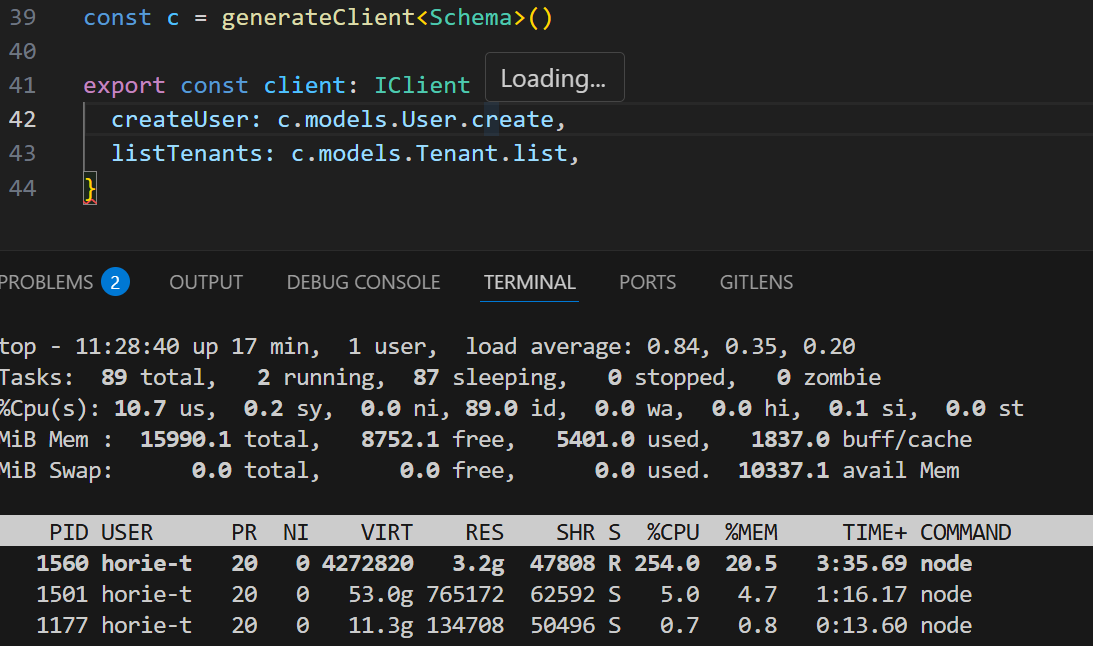 39 const c = generateClient<Schema>()
40
41 export const client: IClient Loading...
42 createUser: c.models.User.create,
43 listTenants: c.models.Tenant.list,
44 }
PROBLEMS 2 OUTPUT DEBUG CONSOLE TERMINAL PORTS GITLENS
top - 11:28:40 up 17 min, 1 user, load average: 0.84, 0.35, 0.20
Tasks: 89 total, 2 running, 87 sleeping, 0 stopped, 0 zombie
%Cpu(s): 10.7 us, 0.2 sy, 0.0 ni, 89.0 id, 0.0 wa, 0.0 hi, 0.1 si, 0.0 st
MiB Mem : 15990.1 total, 8752.1 free, 5401.0 used, 1837.0 buff/cache
MiB Swap: 0.0 total, 0.0 free, 0.0 used. 10337.1 avail Mem
PID USER PR NI VIRT RES SHR S %CPU %MEM TIME+ COMMAND
1560 horie-t 20 0 4272820 3.2g 47808 R 254.0 20.5 3:35.69 node
1501 horie-t 20 0 53.0g 765172 62592 S 5.0 4.7 1:16.17 node
1177 horie-t 20 0 11.3g 134708 50496 S 0.7 0.8 0:13.60 node